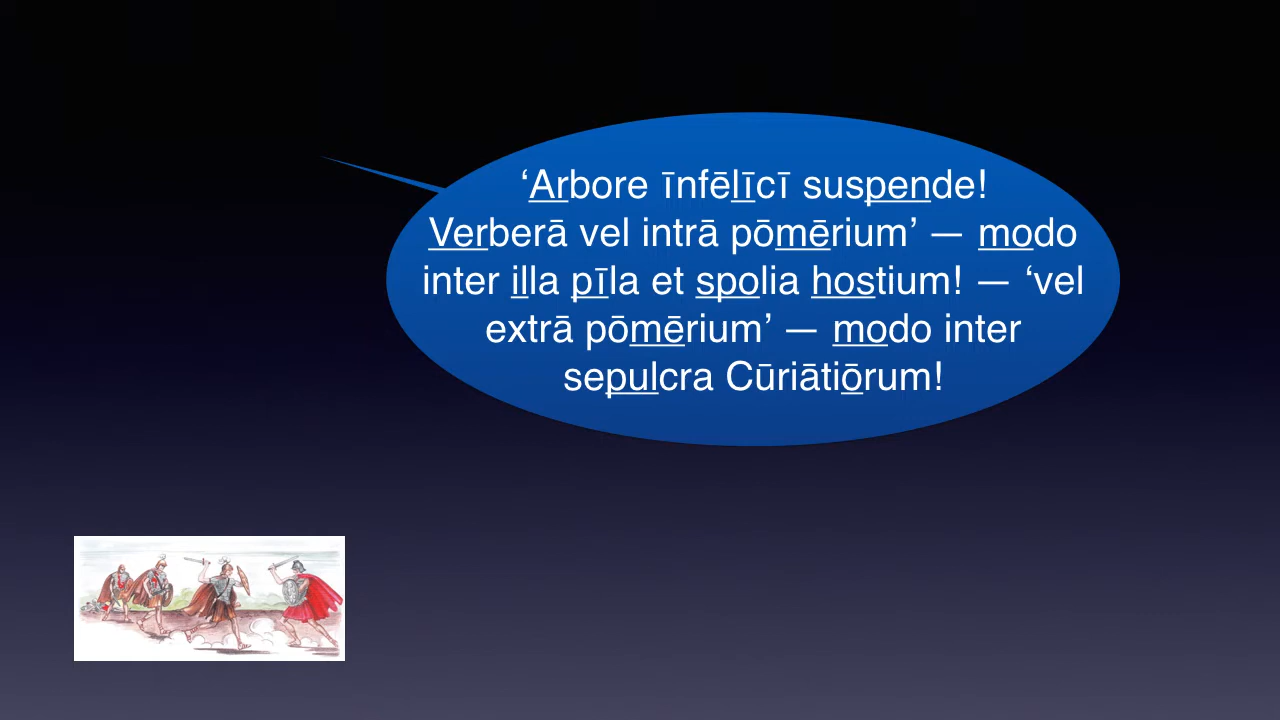 ‘Arbore īnfēlīcī suspende!
Verberā vel intrā pōmērium’ — modo
inter illa pīla et spolia hostium! — ‘vel
extrā pōmērium’ — modo inter
sepulcra Cūriātiōrum!